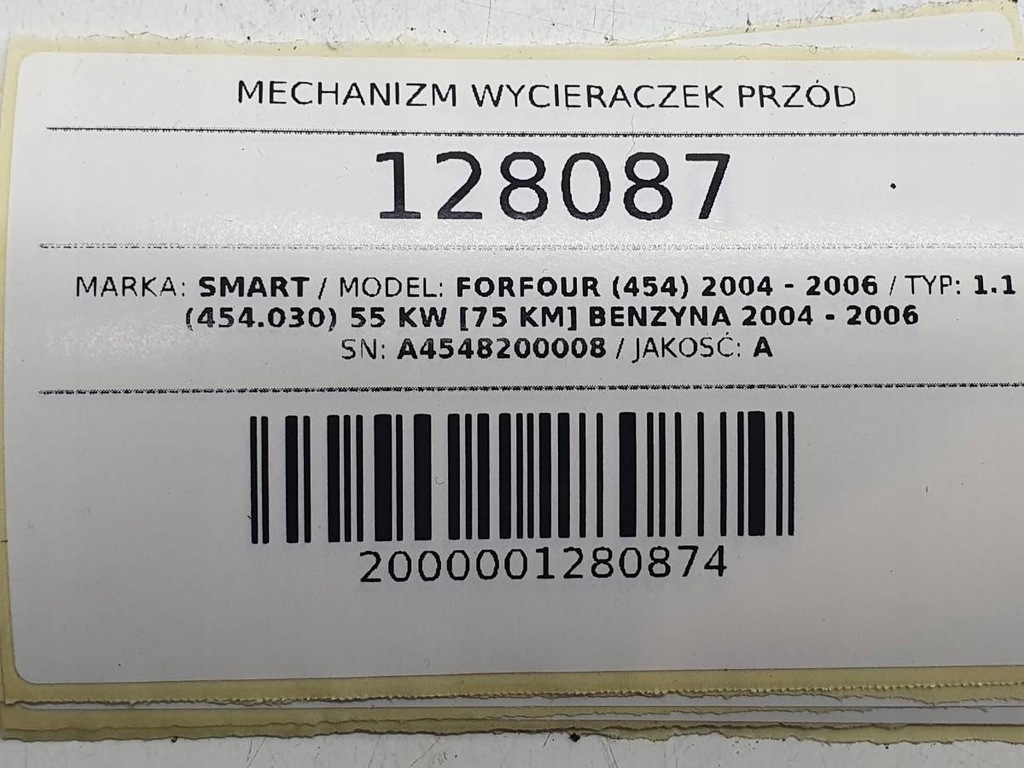 MECHANIZM WYCIERACZEK PRZÓD
128087
MARKA: SMART / MODEL: FORFOUR (454) 2004 - 2006 / TYP: 1.1
(454.030) 55 KW [75 KM] BENZYNA 2004 - 2006
SN: A4548200008 / JAKOŚĆ: A
2000001280874